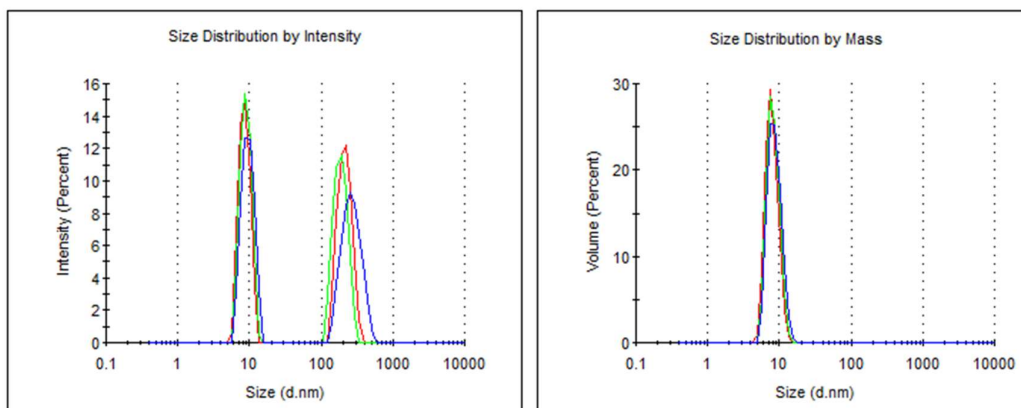 Size Distribution by Intensity
16
14
12
10
8
6
4
2
0
0.1 1 10 100 1000 10000
Intensity (Percent)
Size (d.nm)
Size Distribution by Mass
30
20
10
0
0.1 1 10 100 1000 10000
Volume (Percent)
Size (d.nm)